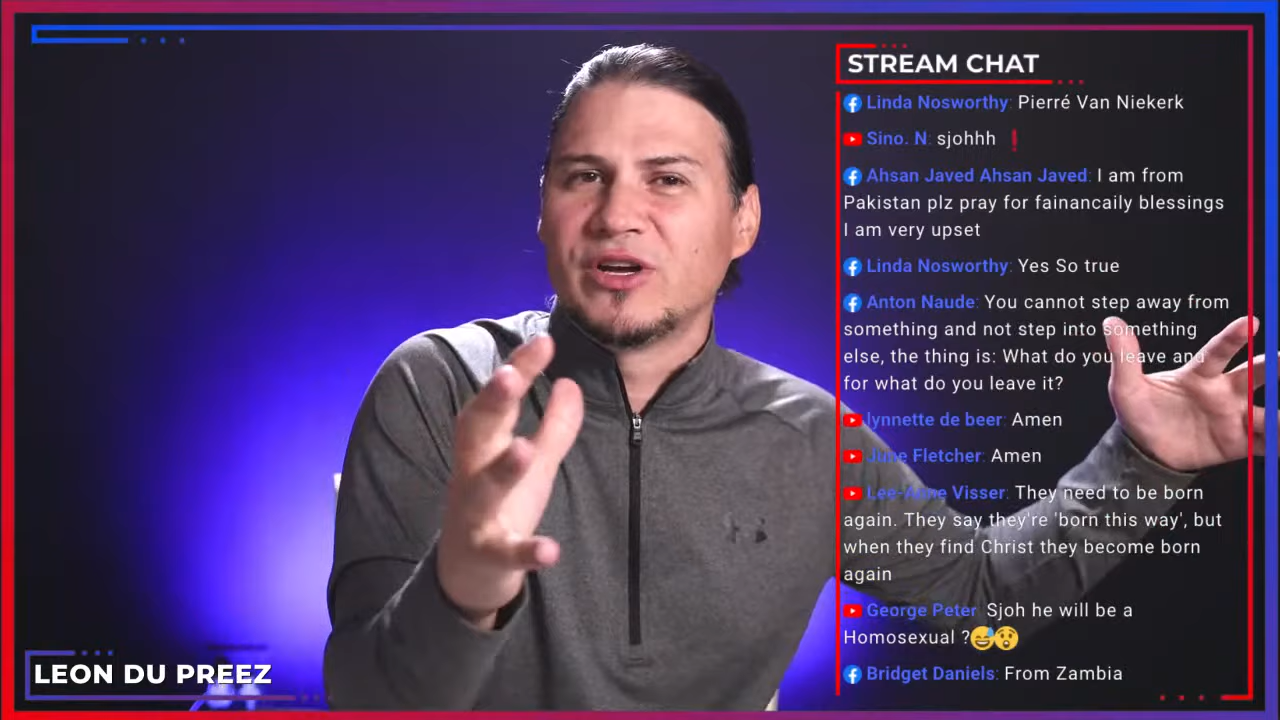 STREAM CHAT
Linda Nosworthy: Pierré Van Niekerk
Sino. N: sjohhh ❗
Ahsan Javed Ahsan Javed: I am from
Pakistan plz pray for fainancaily blessings
I am very upset
Linda Nosworthy: Yes So true
Anton Naude: You cannot step away from
something and not step into something
else, the thing is: What do you leave and
for what do you leave it?
lynnette de beer: Amen
June Fletcher: Amen
Lee-Anne Visser: They need to be born
again. They say they're 'born this way', but
when they find Christ they become born
again
George Peter: Sjoh he will be a
Homosexual ?😅😲
Bridget Daniels: From Zambia
LEON DU PREEZ